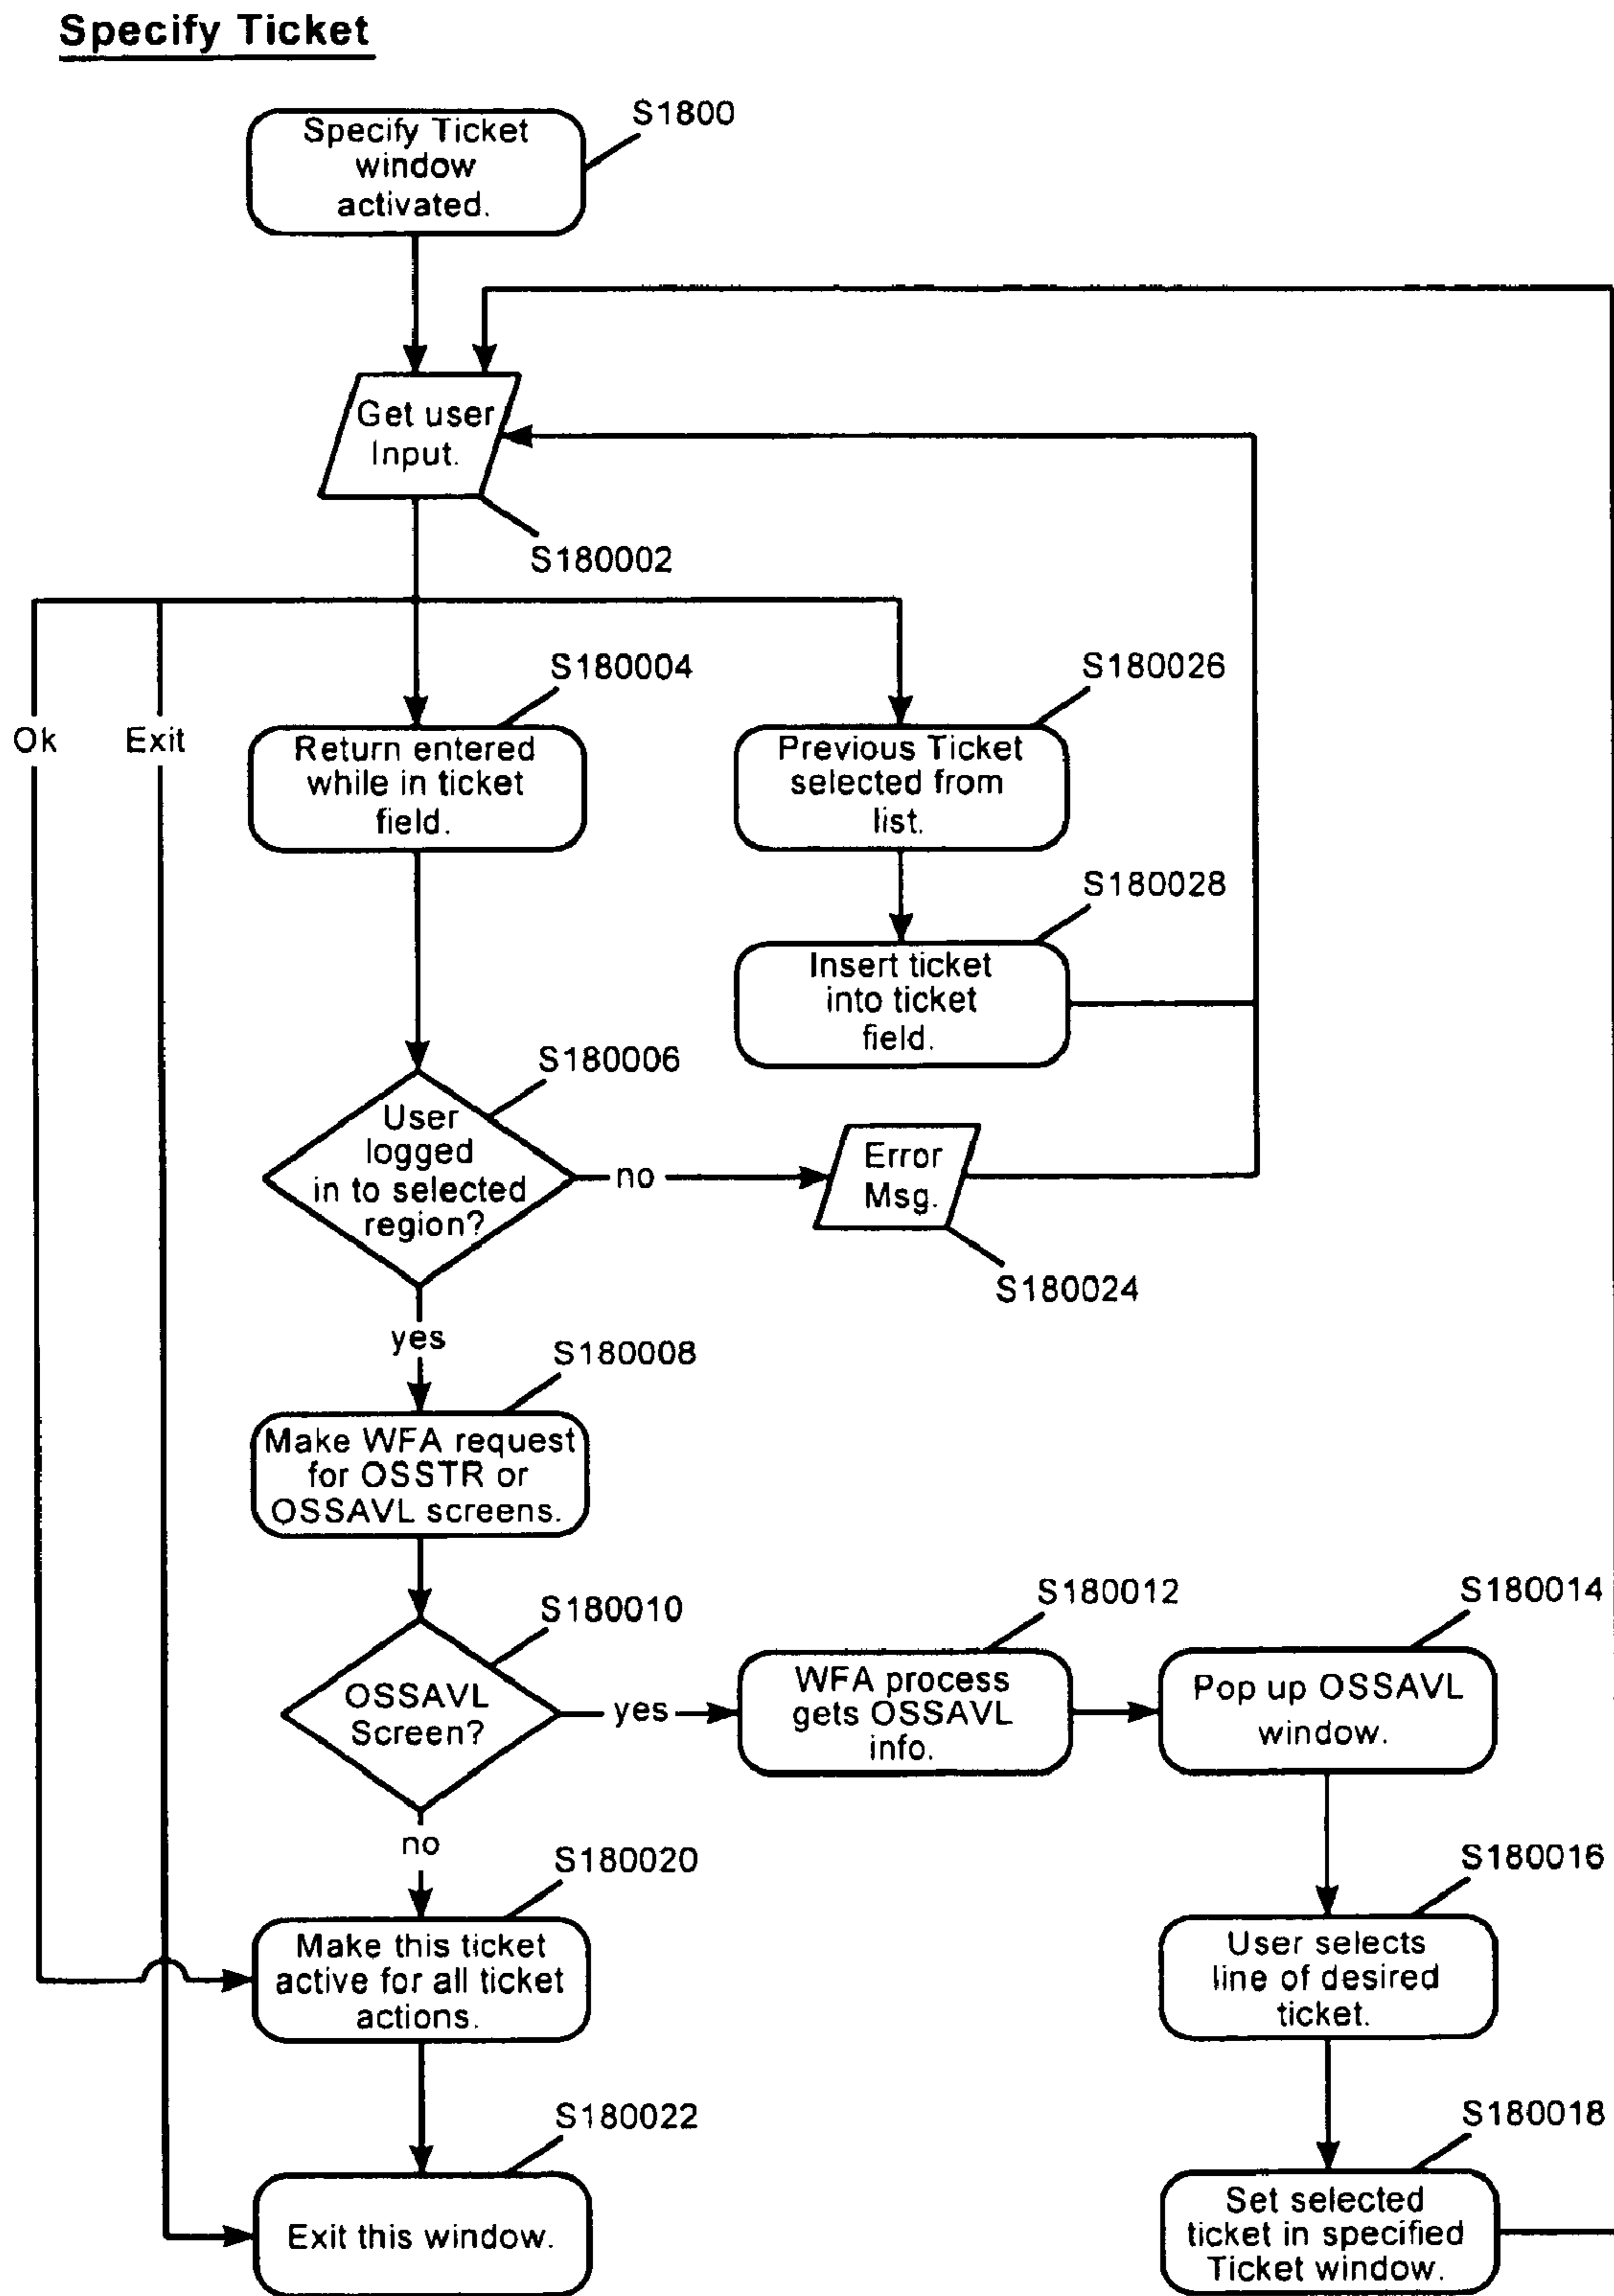 Specify Ticket
S1800
Specify Ticket
window
activated.
Get user
Input.
S180002
Ok
Exit
S180004
Return entered
while in ticket
field.
S180026
Previous Ticket
selected from
list.
S180028
Insert ticket
into ticket
field.
S180006
User
logged
in to selected
region?
no
Error
Msg.
S180024
yes
S180008
Make WFA request
for OSSTR or
OSSAVL screens.
S180010
OSSAVL
Screen?
yes
S180012
WFA process
gets OSSAVL
info.
S180014
Pop up OSSAVL
window.
no
S180020
Make this ticket
active for all ticket
actions.
S180016
User selects
line of desired
ticket.
S180022
Exit this window.
S180018
Set selected
ticket in specified
Ticket window.